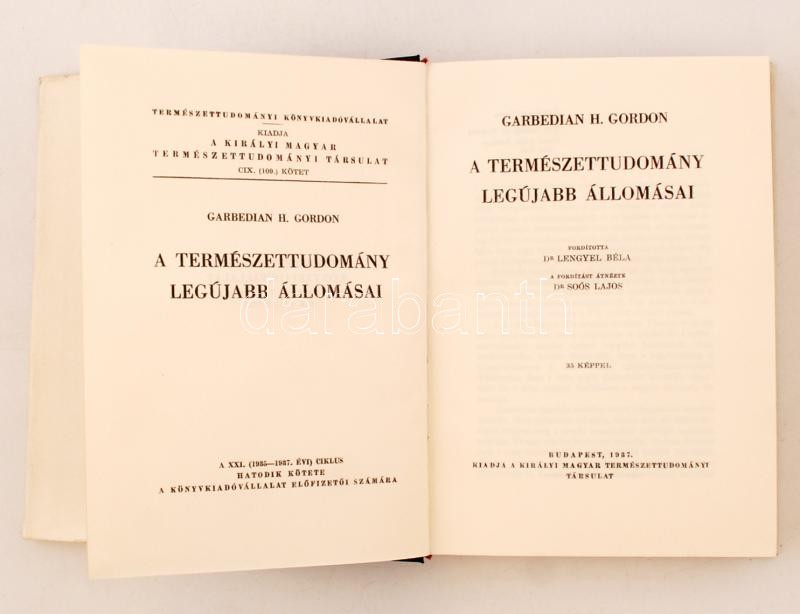 TERMÉSZETTUDOMÁNYI KÖNYVKIADÓVÁLLALAT
KIADJA
A KIRÁLYI MAGYAR
TERMÉSZETTUDOMÁNYI TÁRSULAT
CIX. (109.) KÖTET
GARBEDIAN H. GORDON
A TERMÉSZETTUDOMÁNY
LEGÚJABB ÁLLOMÁSAI
A XXI. (1935—1937. ÉVI) CIKLUS
HATODIK KÖTETE
A KÖNYVKIADÓVÁLLALAT ELŐFIZETŐI SZÁMÁRA
GARBEDIAN H. GORDON
A TERMÉSZETTUDOMÁNY
LEGÚJABB ÁLLOMÁSAI
FORDÍTOTTA
DR LENGYEL BÉLA
A FORDÍTÁST ÁTNÉZTE
DR SOÓS LAJOS
35 KÉPPEL
BUDAPEST, 1937.
KIADJA A KIRÁLYI MAGYAR TERMÉSZETTUDOMÁNYI
TÁRSULAT
darabanth